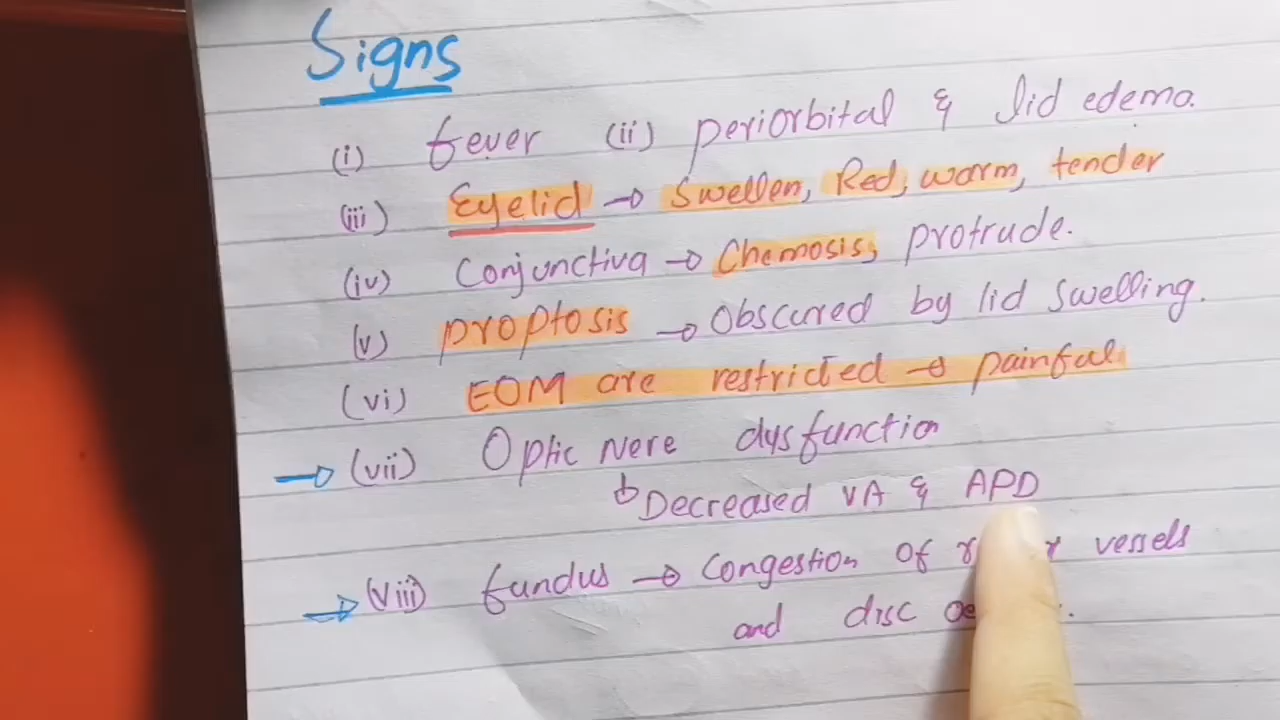 Signs
(i) fever (ii) periorbital & lid edema.
(iii) Eyelid → Swellen, Red, warm, tender
(iv) Conjunctiva → Chemosis, protrude.
(v) proptosis → Obscured by lid swelling.
(vi) EOM are restricted → painful
→ (vii) Optic Nere dysfunction
↳ Decreased VA & APD
→ (viii) fundus → Congestion of vessels
and disc